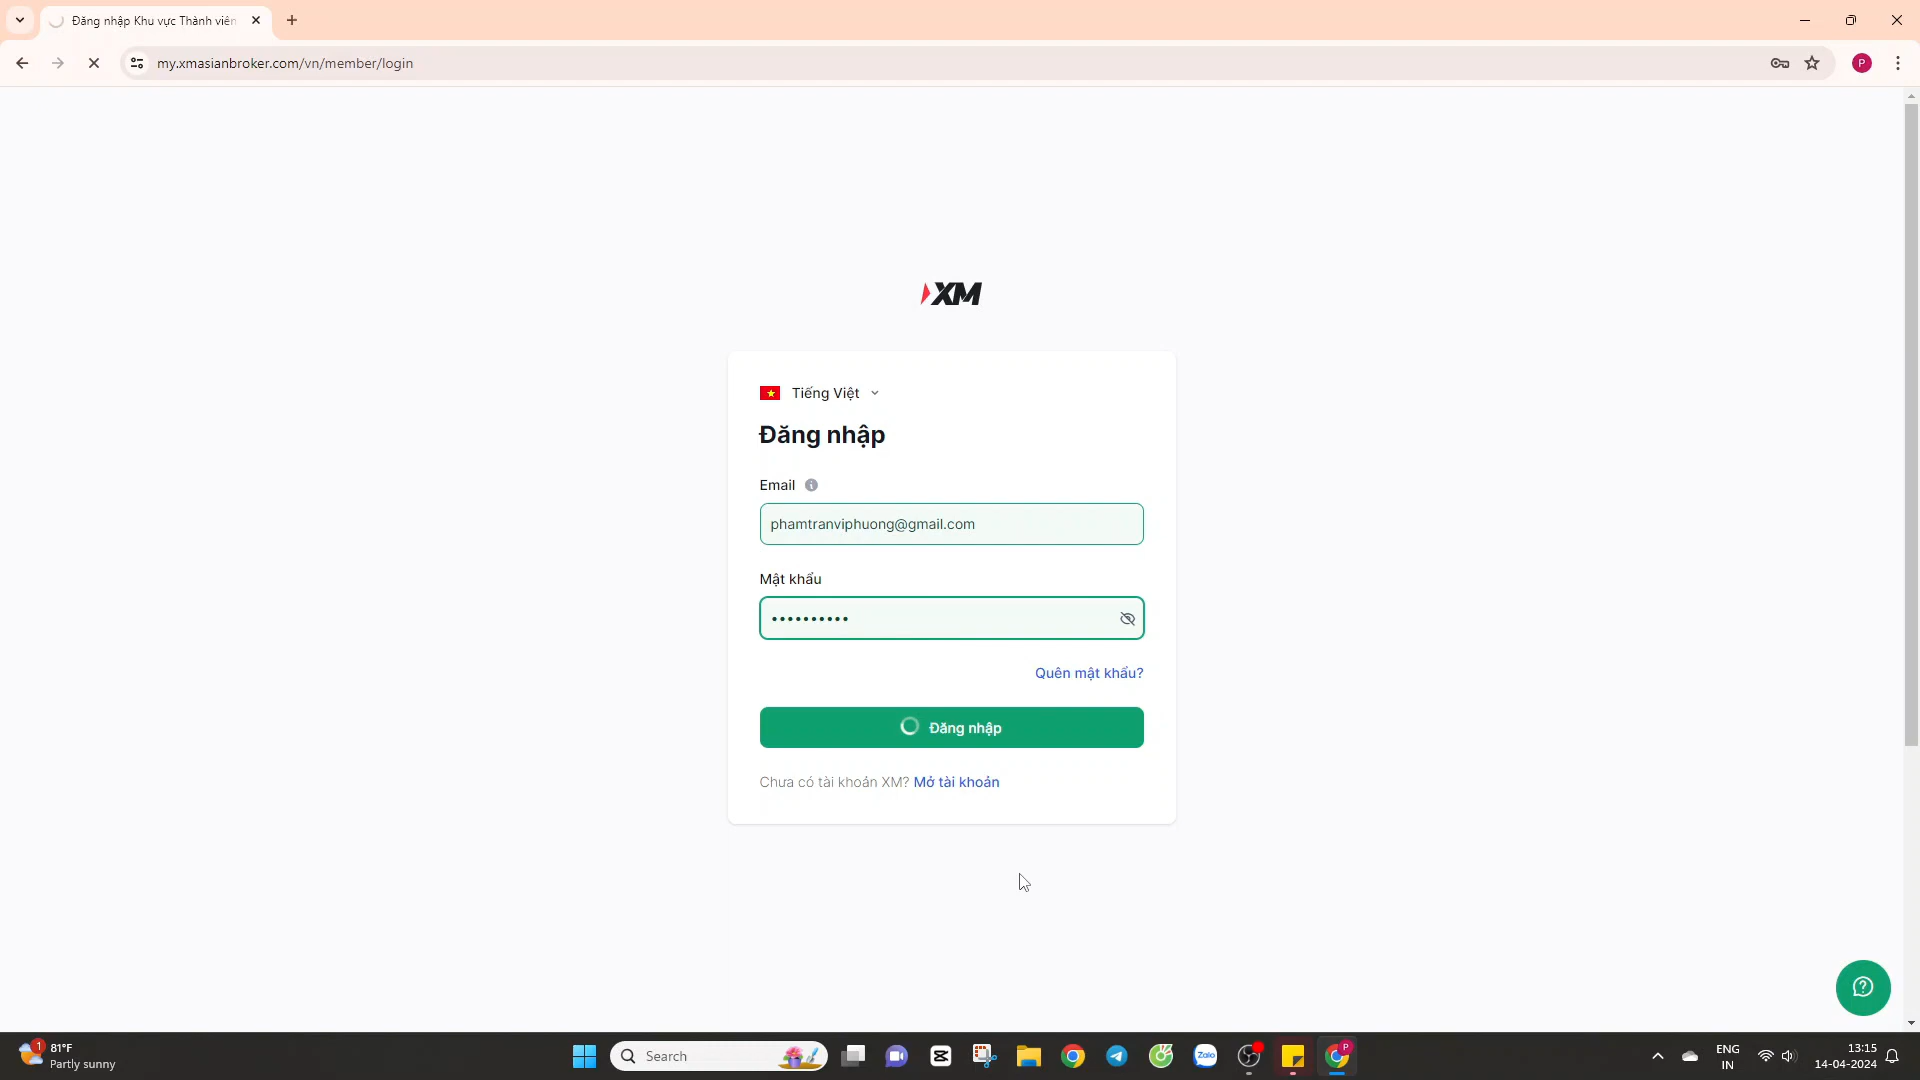 Đăng nhập Khu vực Thành viên
my.xmasianbroker.com/vn/member/login
P
XM
Tiếng Việt
Đăng nhập
Email
phamtranviphuong@gmail.com
Mật khẩu
••••••••••
Quên mật khẩu?
Đăng nhập
Chưa có tài khoản XM? Mở tài khoản
1
81°F
Partly sunny
Search
Zalo
P
ENG
IN
13:15
14-04-2024